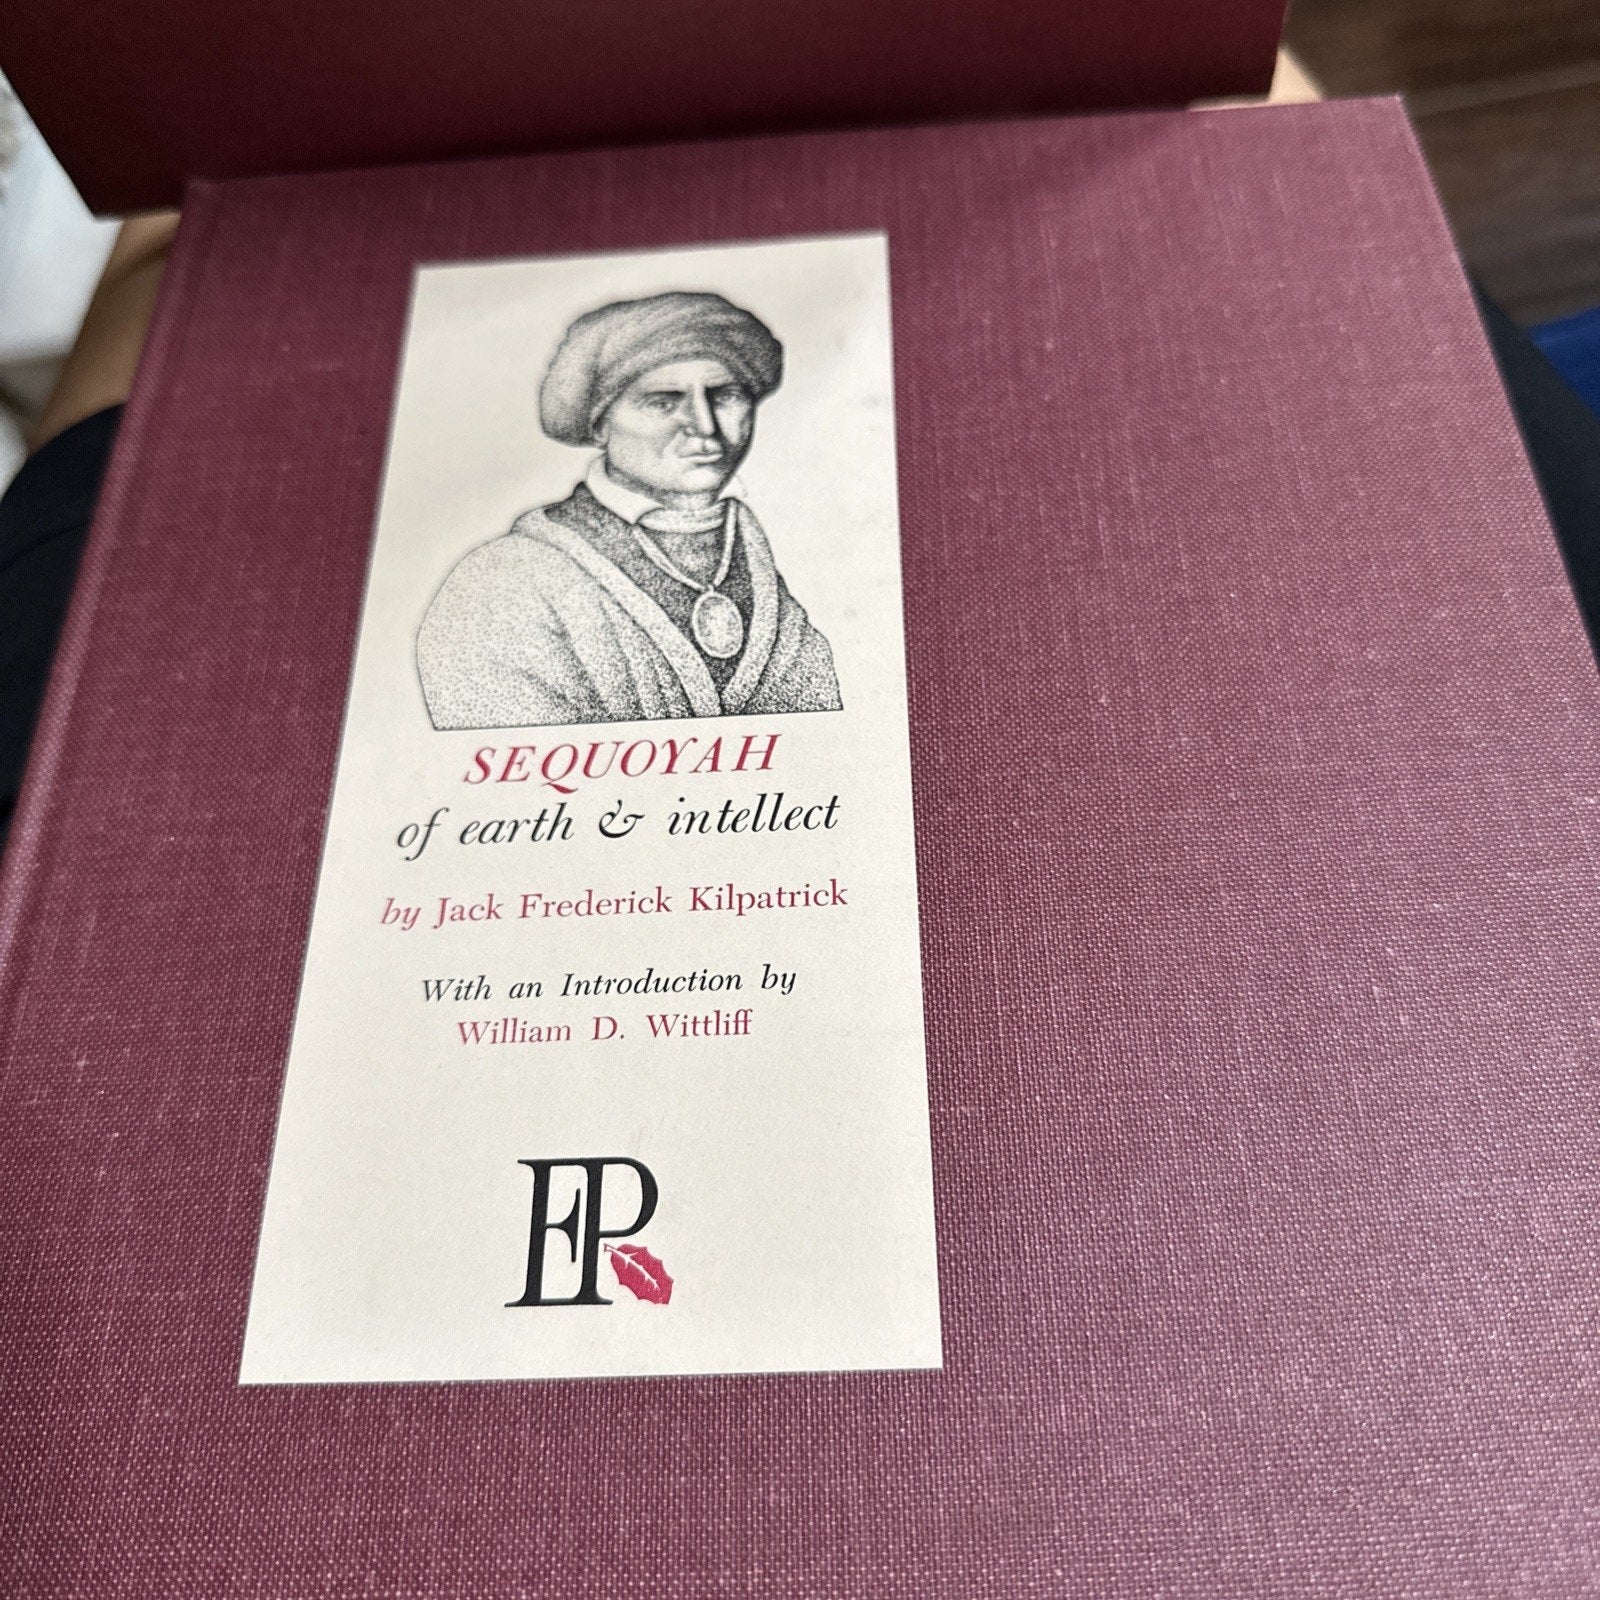 SEQUOYAH
of earth & intellect
by Jack Frederick Kilpatrick
With an Introduction by
William D. Wittliff
EP